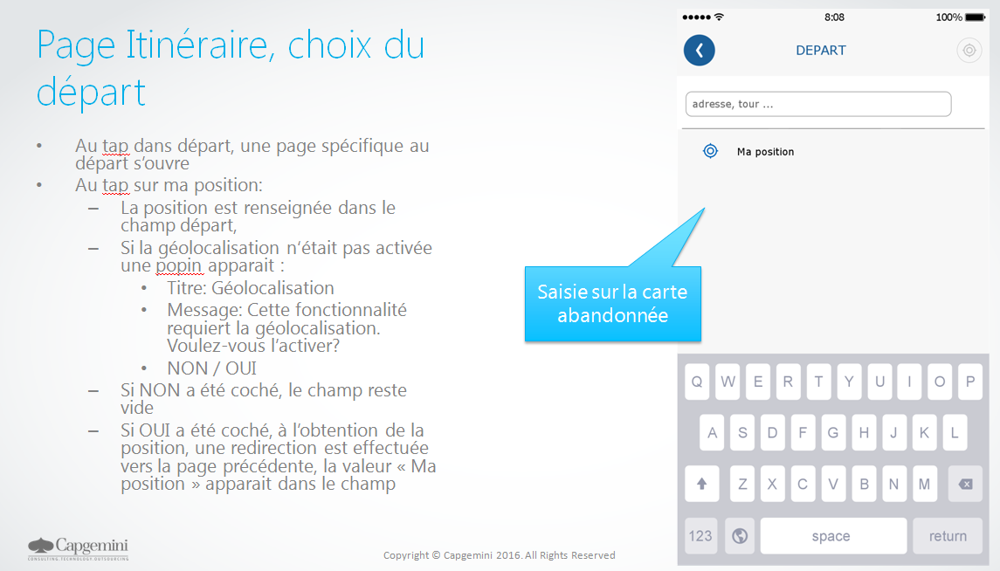 Page Itinéraire, choix du
départ
• Au tap dans départ, une page spécifique au
départ s’ouvre
• Au tap sur ma position:
– La position est renseignée dans le
champ départ,
– Si la géolocalisation n’était pas activée
une popin apparait :
• Titre: Géolocalisation
• Message: Cette fonctionnalité
requiert la géolocalisation.
Voulez-vous l’activer?
• NON / OUI
– Si NON a été coché, le champ reste
vide
– Si OUI a été coché, à l’obtention de la
position, une redirection est effectuée
vers la page précédente, la valeur « Ma
position » apparait dans le champ
Capgemini
CONSULTING.TECHNOLOGY.OUTSOURCING
Copyright © Capgemini 2016. All Rights Reserved
Saisie sur la carte
abandonnée
8:08 100%
DEPART
adresse, tour ...
Ma position
Q W E R T Y U I O P
A S D F G H J K L
Z X C V B N M
123 space return